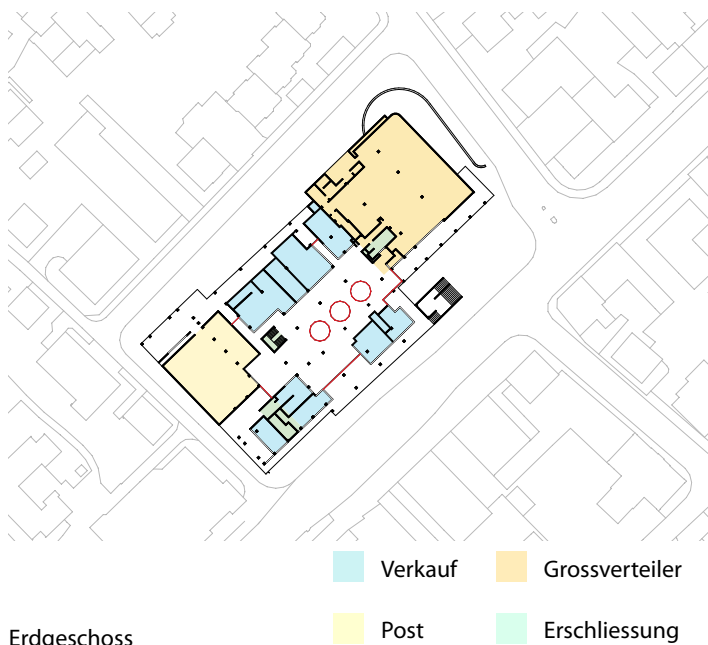 Verkauf
Grossverteiler
Post
Erschliessung
Erdgeschoss